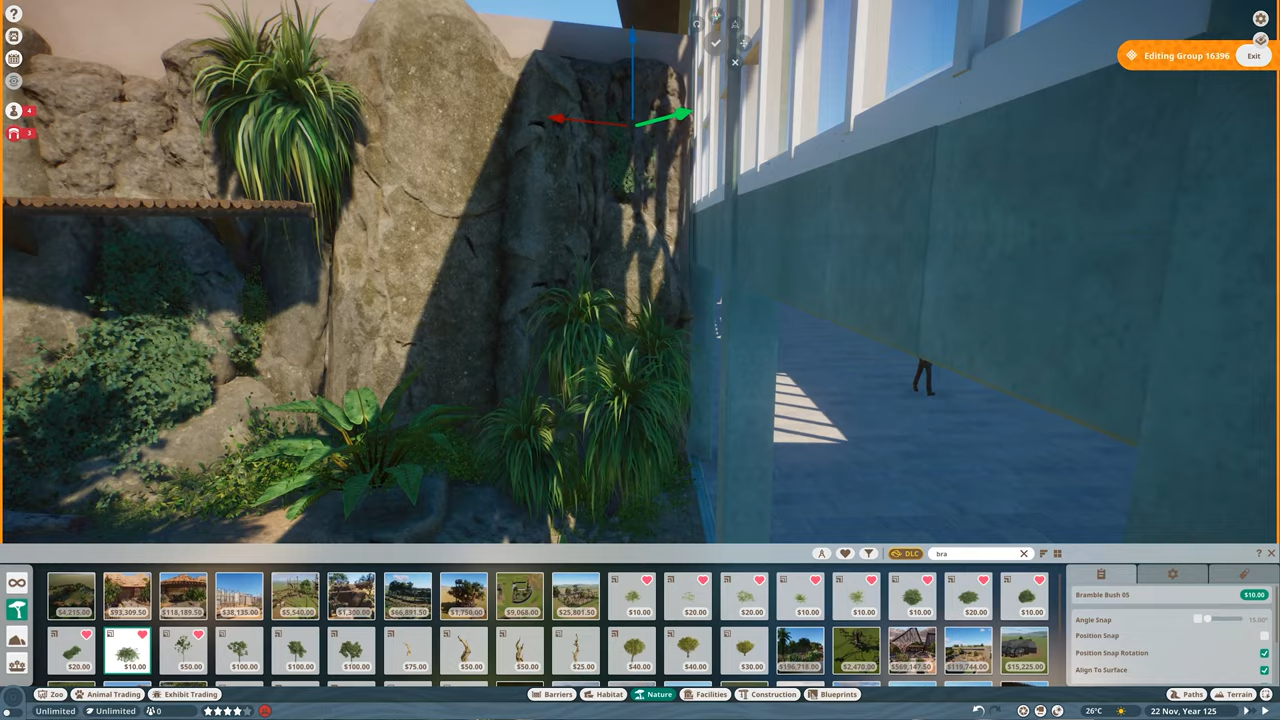 Editing Group 16396
Exit
4
3
DLC
bra
$4,215.00 $93,309.50 $118,189.50 $38,135.00 $5,540.00 $1,300.00 $66,891.50 $1,750.00 $9,068.00 $25,801.50 $10.00 $20.00 $20.00 $10.00 $10.00 $10.00 $20.00 $10.00
$20.00 $10.00 $50.00 $100.00 $100.00 $100.00 $75.00 $50.00 $50.00 $25.00 $40.00 $40.00 $30.00 $196,718.00 $2,470.00 $569,147.50 $119,744.00 $15,225.00
Bramble Bush 05 $10.00
Angle Snap 15.00°
Position Snap
Position Snap Rotation
Align To Surface
Zoo Animal Trading Exhibit Trading Barriers Habitat Nature Facilities Construction Blueprints Paths Terrain
Unlimited Unlimited 0 26°C 22 Nov, Year 125